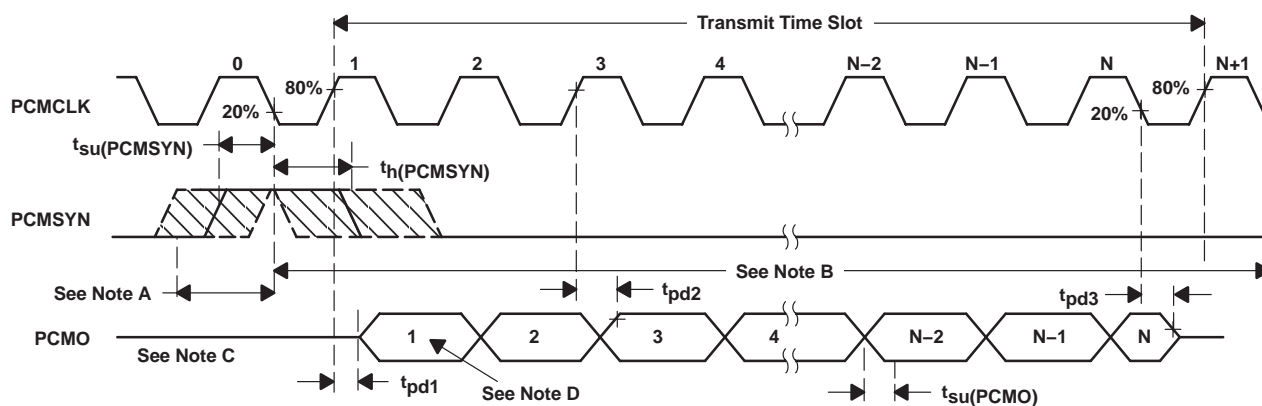 Transmit Time Slot
0 1 2 3 4 N–2 N–1 N N+1
80% 80%
PCMCLK
20% 20%
tsu(PCMSYN)
th(PCMSYN)
PCMSYN
See Note B
See Note A
tpd2
tpd3
PCMO
1 2 3 4 N–2 N–1 N
See Note C
tpd1
See Note D
tsu(PCMO)